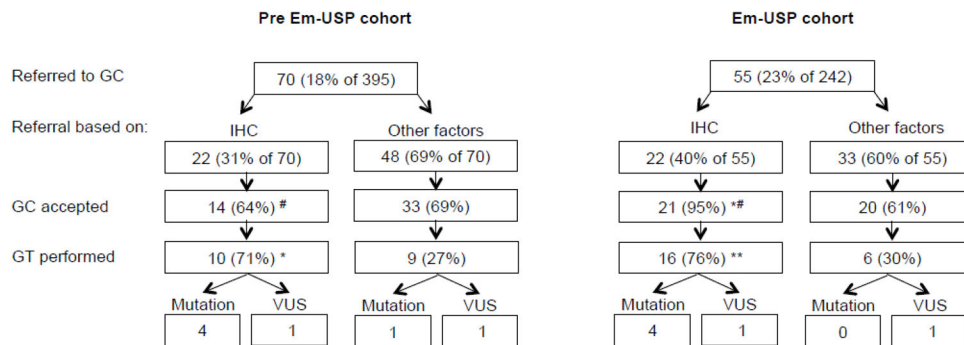 Pre Em-USP cohort Em-USP cohort
Referred to GC 70 (18% of 395) 55 (23% of 242)
Referral based on: IHC Other factors IHC Other factors
22 (31% of 70) 48 (69% of 70) 22 (40% of 55) 33 (60% of 55)
GC accepted 14 (64%) # 33 (69%) 21 (95%) *# 20 (61%)
GT performed 10 (71%) * 9 (27%) 16 (76%) ** 6 (30%)
Mutation VUS Mutation VUS Mutation VUS Mutation VUS
4 1 1 1 4 1 0 1